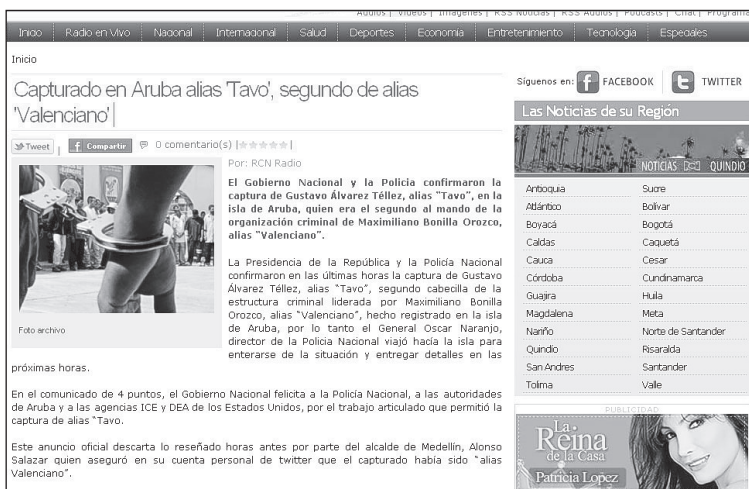 Audios | Videos | Imagenes | RSS Noticias | RSS Audios | Podcasts | Chat | Programa
Inicio Radio en Vivo Nacional Internacional Salud Deportes Economia Entretenimiento Tecnologia Especiales
Inicio
Capturado en Aruba alias 'Tavo', segundo de alias
'Valenciano'
Tweet | Compartir 0 comentario(s) | |
Por: RCN Radio
El Gobierno Nacional y la Policia confirmaron la
captura de Gustavo Álvarez Téllez, alias "Tavo", en la
isla de Aruba, quien era el segundo al mando de la
organización criminal de Maximiliano Bonilla Orozco,
alias "Valenciano".
La Presidencia de la República y la Policía Nacional
confirmaron en las últimas horas la captura de Gustavo
Álvarez Téllez, alias "Tavo", segundo cabecilla de la
estructura criminal liderada por Maximiliano Bonilla
Orozco, alias "Valenciano", hecho registrado en la isla
de Aruba, por lo tanto el General Oscar Naranjo,
director de la Policia Nacional viajó hacía la isla para
enterarse de la situación y entregar detalles en las
Foto archivo
próximas horas.
En el comunicado de 4 puntos, el Gobierno Nacional felicita a la Policía Nacional, a las autoridades
de Aruba y a las agencias ICE y DEA de los Estados Unidos, por el trabajo articulado que permitió la
captura de alias "Tavo.
Este anuncio oficial descarta lo reseñado horas antes por parte del alcalde de Medellín, Alonso
Salazar quien aseguró en su cuenta personal de twitter que el capturado había sido "alias
Valenciano".
Síguenos en: FACEBOOK TWITTER
Las Noticias de su Región
NOTICIAS QUINDIO
Antioquia Sucre
Atlántico Bolivar
Boyacá Bogotá
Caldas Caquetá
Cauca Cesar
Córdoba Cundinamarca
Guajira Huila
Magdalena Meta
Nariño Norte de Santander
Quindio Risaralda
San Andres Santander
Tolima Valle
PUBLICIDAD
La
Reina
de la Casa
Patricia Lopez